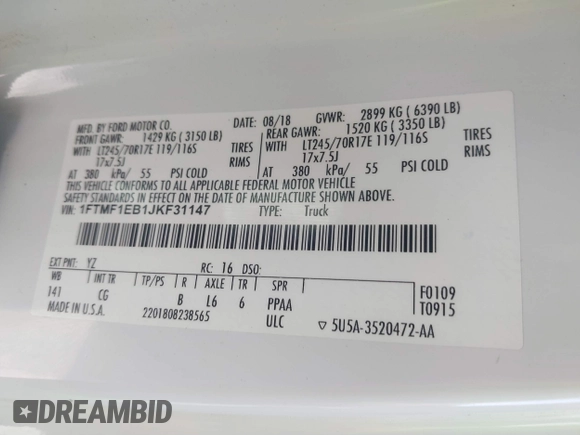 MFD. BY FORD MOTOR CO.
DATE: 08/18
GVWR: 2899 KG ( 6390 LB)
FRONT GAWR: 1429 KG ( 3150 LB)
REAR GAWR: 1520 KG ( 3350 LB)
WITH LT245/70R17E 119/116S TIRES
WITH LT245/70R17E 119/116S TIRES
17x7.5J RIMS
17x7.5J RIMS
AT 380 kPa/ 55 PSI COLD
AT 380 kPa/ 55 PSI COLD
THIS VEHICLE CONFORMS TO ALL APPLICABLE FEDERAL MOTOR VEHICLE
SAFETY STANDARDS IN EFFECT ON THE DATE OF MANUFACTURE SHOWN ABOVE.
VIN: 1FTMF1EB1JKF31147
TYPE: Truck
EXT PNT: YZ RC: 16 DSO:
WB INT TR TP/PS R AXLE TR SPR
141 CG B L6 6 PPAA
F0109
T0915
MADE IN U.S.A. 2201808238565 ULC
▽ 5U5A-3520472-AA
DREAMBID